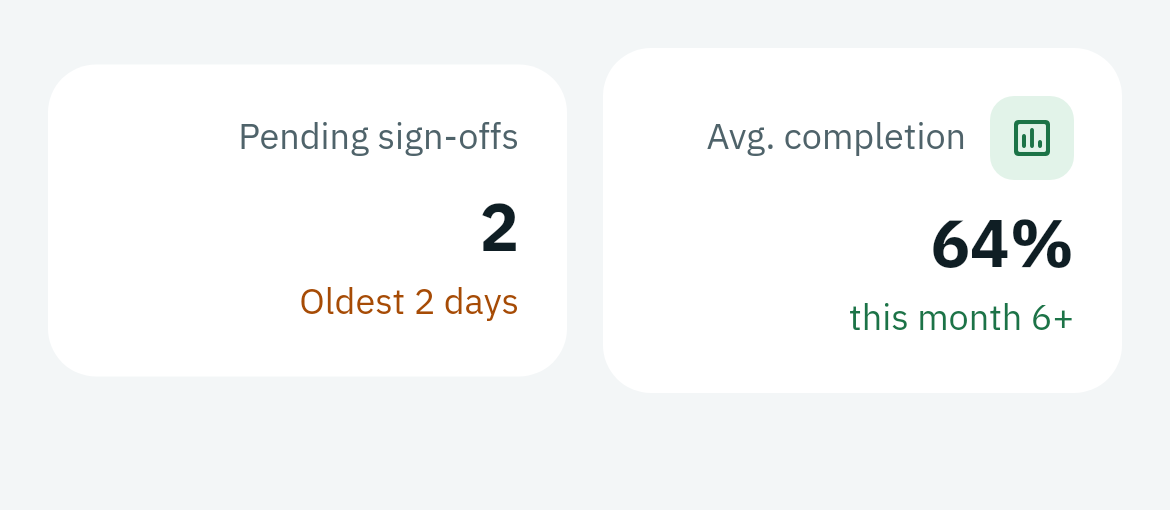 Pending sign-offs
2
Oldest 2 days
Avg. completion
64%
this month 6+